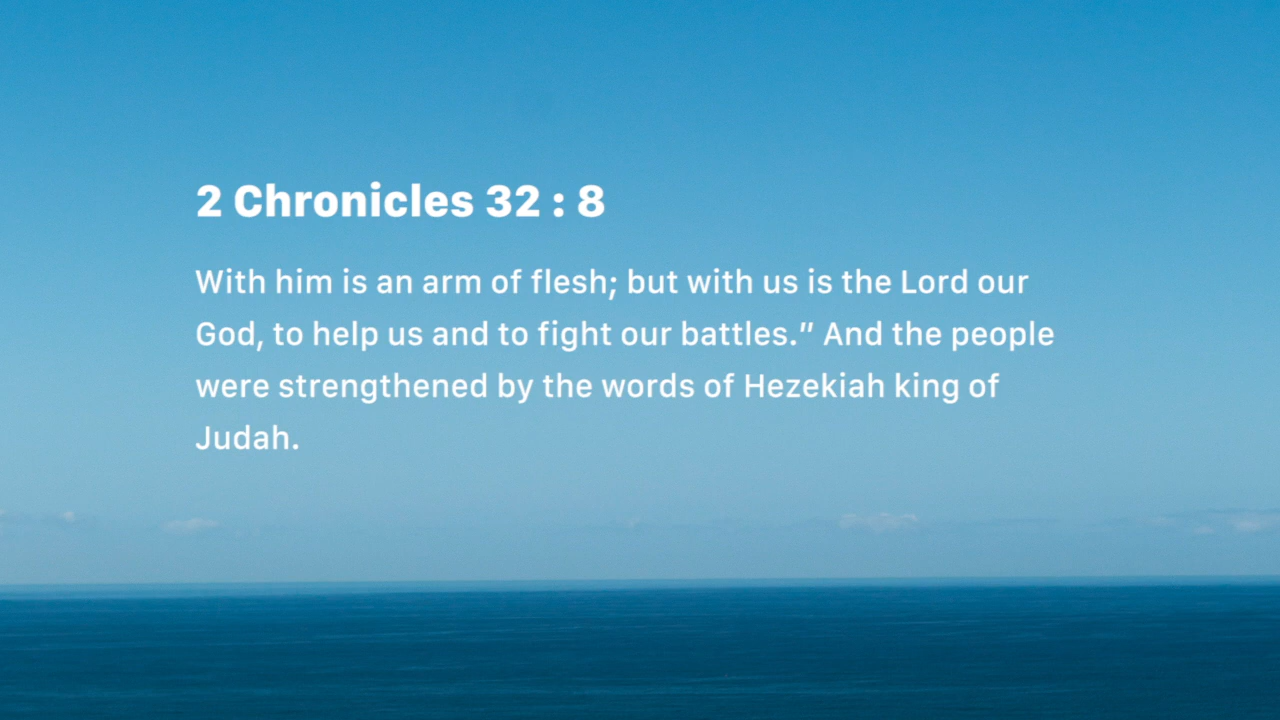 2 Chronicles 32 : 8
With him is an arm of flesh; but with us is the Lord our
God, to help us and to fight our battles.” And the people
were strengthened by the words of Hezekiah king of
Judah.